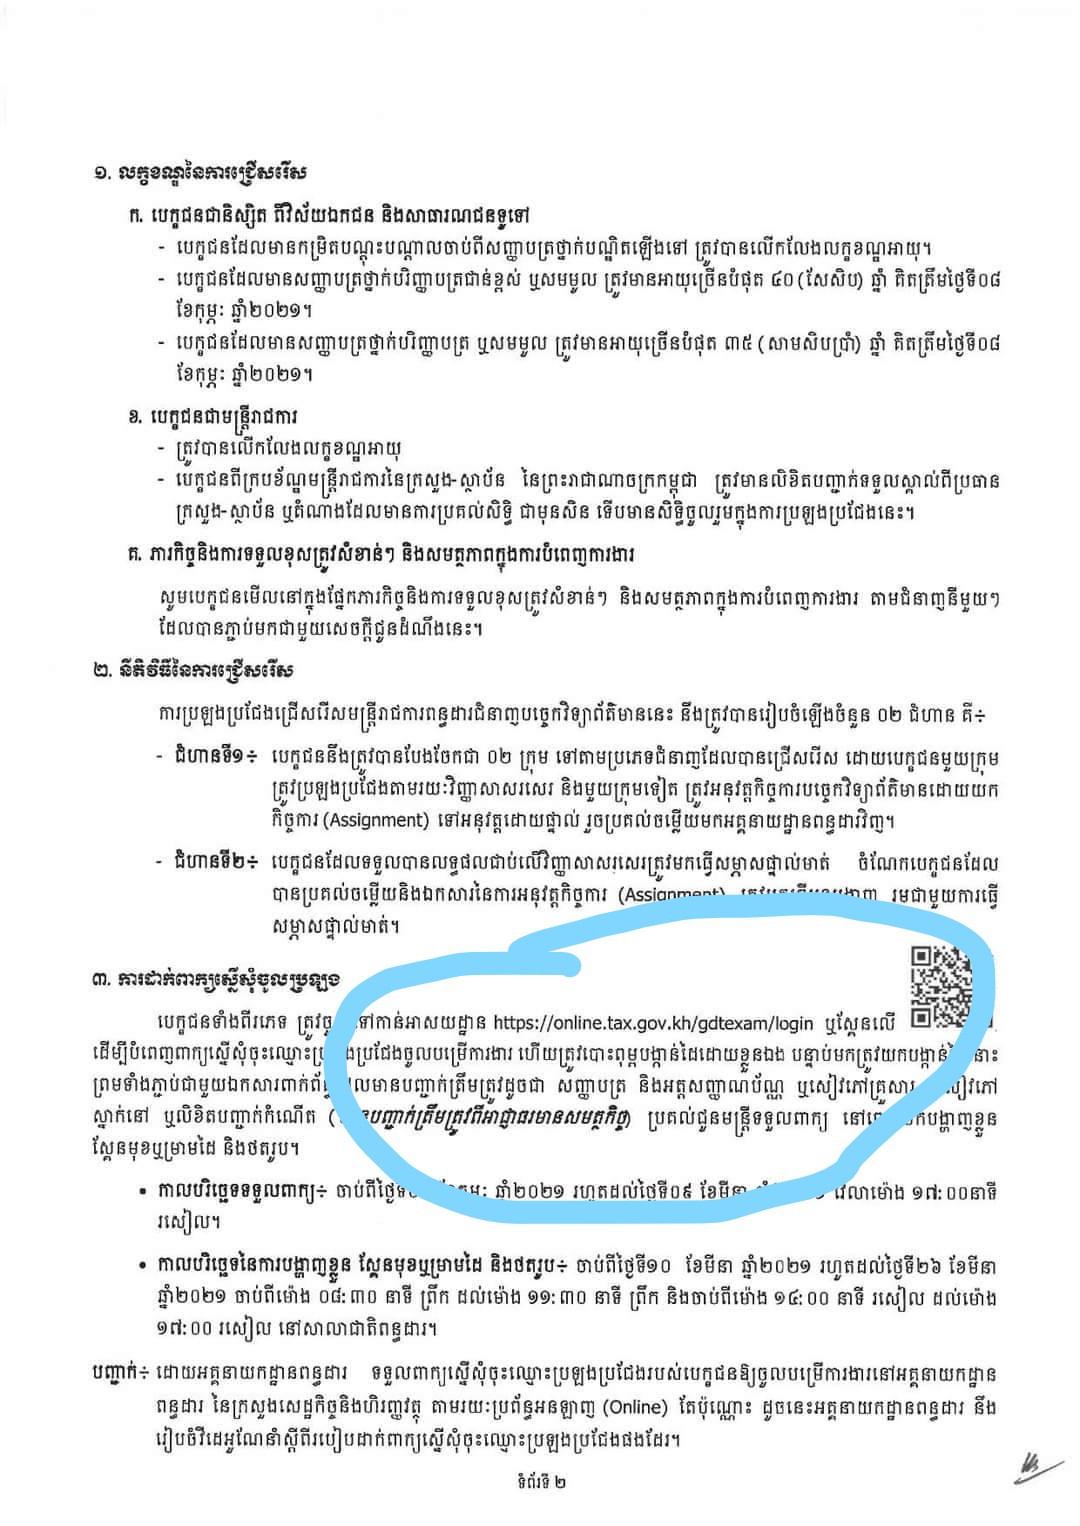 ១. លក្ខខណ្ឌនៃការជ្រើសរើស
ក. បេក្ខជនជានិស្សិត ពីវិស័យឯកជន និងសាធារណជនទូទៅ
- បេក្ខជនដែលមានកម្រិតបណ្តុះបណ្តាលចាប់ពីសញ្ញាបត្រថ្នាក់បណ្ឌិតឡើងទៅ ត្រូវបានលើកលែងលក្ខខណ្ឌអាយុ។
- បេក្ខជនដែលមានសញ្ញាបត្រថ្នាក់បរិញ្ញាបត្រជាន់ខ្ពស់ ឬសមមូល ត្រូវមានអាយុច្រើនបំផុត ៤០ (សែសិប) ឆ្នាំ គិតត្រឹមថ្ងៃទី០៨
ខែកុម្ភៈ ឆ្នាំ២០២១។
- បេក្ខជនដែលមានសញ្ញាបត្រថ្នាក់បរិញ្ញាបត្រ ឬសមមូល ត្រូវមានអាយុច្រើនបំផុត ៣៥ (សាមសិបប្រាំ) ឆ្នាំ គិតត្រឹមថ្ងៃទី០៨
ខែកុម្ភៈ ឆ្នាំ២០២១។
ខ. បេក្ខជនជាមន្ត្រីរាជការ
- ត្រូវបានលើកលែងលក្ខខណ្ឌអាយុ
- បេក្ខជនពីក្របខ័ណ្ឌមន្ត្រីរាជការនៃក្រសួង-ស្ថាប័ន នៃព្រះរាជាណាចក្រកម្ពុជា ត្រូវមានលិខិតបញ្ជាក់ទទួលស្គាល់ពីប្រធាន
ក្រសួង-ស្ថាប័ន ឬតំណាងដែលមានការប្រគល់សិទ្ធិ ជាមុនសិន ទើបមានសិទ្ធិចូលរួមក្នុងការប្រឡងប្រជែងនេះ។
គ. ភារកិច្ចនិងការទទួលខុសត្រូវសំខាន់ៗ និងសមត្ថភាពក្នុងការបំពេញការងារ
សូមបេក្ខជនមើលនៅក្នុងផ្នែកភារកិច្ចនិងការទទួលខុសត្រូវសំខាន់ៗ និងសមត្ថភាពក្នុងការបំពេញការងារ តាមជំនាញនីមួយៗ
ដែលបានភ្ជាប់មកជាមួយសេចក្តីជូនដំណឹងនេះ។
២. នីតិវិធីនៃការជ្រើសរើស
ការប្រឡងប្រជែងជ្រើសរើសមន្ត្រីរាជការពន្ធដារជំនាញបច្ចេកវិទ្យាព័ត៌មាននេះ នឹងត្រូវបានរៀបចំឡើងចំនួន ០២ ជំហាន គឺ÷
- ជំហានទី១÷ បេក្ខជននឹងត្រូវបានបែងចែកជា ០២ ក្រុម ទៅតាមប្រភេទជំនាញដែលបានជ្រើសរើស ដោយបេក្ខជនមួយក្រុម
ត្រូវប្រឡងប្រជែងតាមរយៈវិញ្ញាសាសរសេរ និងមួយក្រុមទៀត ត្រូវអនុវត្តកិច្ចការបច្ចេកវិទ្យាព័ត៌មានដោយយក
កិច្ចការ (Assignment) ទៅអនុវត្តដោយផ្ទាល់ រួចប្រគល់ចម្លើយមកអគ្គនាយដ្ឋានពន្ធដារវិញ។
- ជំហានទី២÷ បេក្ខជនដែលទទួលបានលទ្ធផលជាប់លើវិញ្ញាសាសរសេរត្រូវមកធ្វើសម្ភាសផ្ទាល់មាត់ ចំណែកបេក្ខជនដែល
បានប្រគល់ចម្លើយនិងឯកសារនៃការអនុវត្តកិច្ចការ (Assignment) រួមជាមួយការធ្វើ
សម្ភាសផ្ទាល់មាត់។
៣. ការដាក់ពាក្យស្នើសុំចូលប្រឡង
បេក្ខជនទាំងពីរភេទ ត្រូវ ទៅកាន់អាសយដ្ឋាន https://online.tax.gov.kh/gdtexam/login ឬស្កែនលើ
ដើម្បីបំពេញពាក្យស្នើសុំចុះឈ្មោះ ប្រជែងចូលបម្រើការងារ ហើយត្រូវបោះពុម្ពបង្កាន់ដៃដោយខ្លួនឯង បន្ទាប់មកត្រូវយកបង្កាន់
ព្រមទាំងភ្ជាប់ជាមួយឯកសារពាក់ព័ន្ធ ដែលមានបញ្ជាក់ត្រឹមត្រូវដូចជា សញ្ញាបត្រ និងអត្តសញ្ញាណប័ណ្ណ ឬសៀវភៅគ្រួសារ សៀវភៅ
ស្នាក់នៅ ឬលិខិតបញ្ជាក់កំណើត ( បញ្ជាក់ត្រឹមត្រូវពីអាជ្ញាធរមានសមត្ថកិច្ច) ប្រគល់ជូនមន្ត្រីទទួលពាក្យ នៅ បង្ហាញខ្លួន
ស្កែនមុខឬម្រាមដៃ និងថតរូប។
• កាលបរិច្ឆេទទទួលពាក្យ÷ ចាប់ពីថ្ងៃ ឆ្នាំ២០២១ រហូតដល់ថ្ងៃទី០៩ ខែមីនា វេលាម៉ោង ១៧:០០នាទី
រសៀល។
• កាលបរិច្ឆេទនៃការបង្ហាញខ្លួន ស្កែនមុខឬម្រាមដៃ និងថតរូប÷ ចាប់ពីថ្ងៃទី១០ ខែមីនា ឆ្នាំ២០២១ រហូតដល់ថ្ងៃទី២៦ ខែមីនា
ឆ្នាំ២០២១ ចាប់ពីម៉ោង ០៨:៣០ នាទី ព្រឹក ដល់ម៉ោង ១១:៣០ នាទី ព្រឹក និងចាប់ពីម៉ោង ១៤:០០ នាទី រសៀល ដល់ម៉ោង
១៧:០០ រសៀល នៅសាលាជាតិពន្ធដារ។
បញ្ជាក់÷ ដោយអគ្គនាយកដ្ឋានពន្ធដារ ទទួលពាក្យស្នើសុំចុះឈ្មោះប្រឡងប្រជែងរបស់បេក្ខជនឱ្យចូលបម្រើការងារនៅអគ្គនាយកដ្ឋាន
ពន្ធដារ នៃក្រសួងសេដ្ឋកិច្ចនិងហិរញ្ញវត្ថុ តាមរយៈប្រព័ន្ធអនឡាញ (Online) តែប៉ុណ្ណោះ ដូចនេះអគ្គនាយកដ្ឋានពន្ធដារ នឹង
រៀបចំវីដេអូណែនាំស្តីពីរបៀបដាក់ពាក្យស្នើសុំចុះឈ្មោះប្រឡងប្រជែងផងដែរ។
ទំព័រទី ២